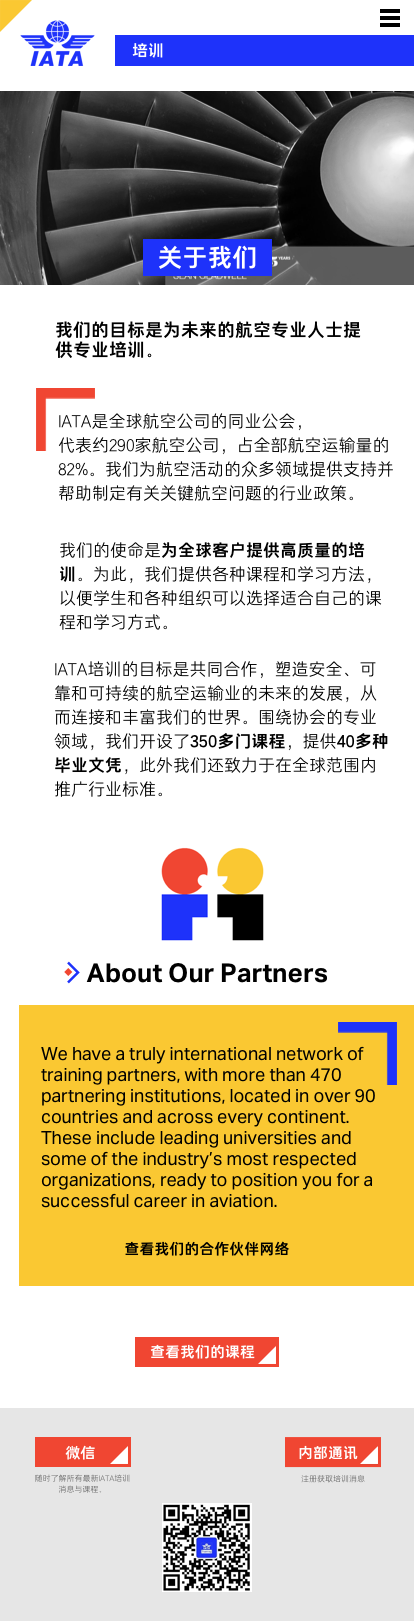 IATA
培训
关于我们
YEARS
SEAN GLADWELL
我们的目标是为未来的航空专业人士提
供专业培训。
IATA是全球航空公司的同业公会，
代表约290家航空公司，占全部航空运输量的
82%。我们为航空活动的众多领域提供支持并
帮助制定有关关键航空问题的行业政策。
我们的使命是为全球客户提供高质量的培
训。为此，我们提供各种课程和学习方法，
以便学生和各种组织可以选择适合自己的课
程和学习方式。
IATA培训的目标是共同合作，塑造安全、可
靠和可持续的航空运输业的未来的发展，从
而连接和丰富我们的世界。围绕协会的专业
领域，我们开设了350多门课程，提供40多种
毕业文凭，此外我们还致力于在全球范围内
推广行业标准。
About Our Partners
We have a truly international network of
training partners, with more than 470
partnering institutions, located in over 90
countries and across every continent.
These include leading universities and
some of the industry’s most respected
organizations, ready to position you for a
successful career in aviation.
查看我们的合作伙伴网络
查看我们的课程
微信
内部通讯
随时了解所有最新IATA培训
消息与课程。
注册获取培训消息